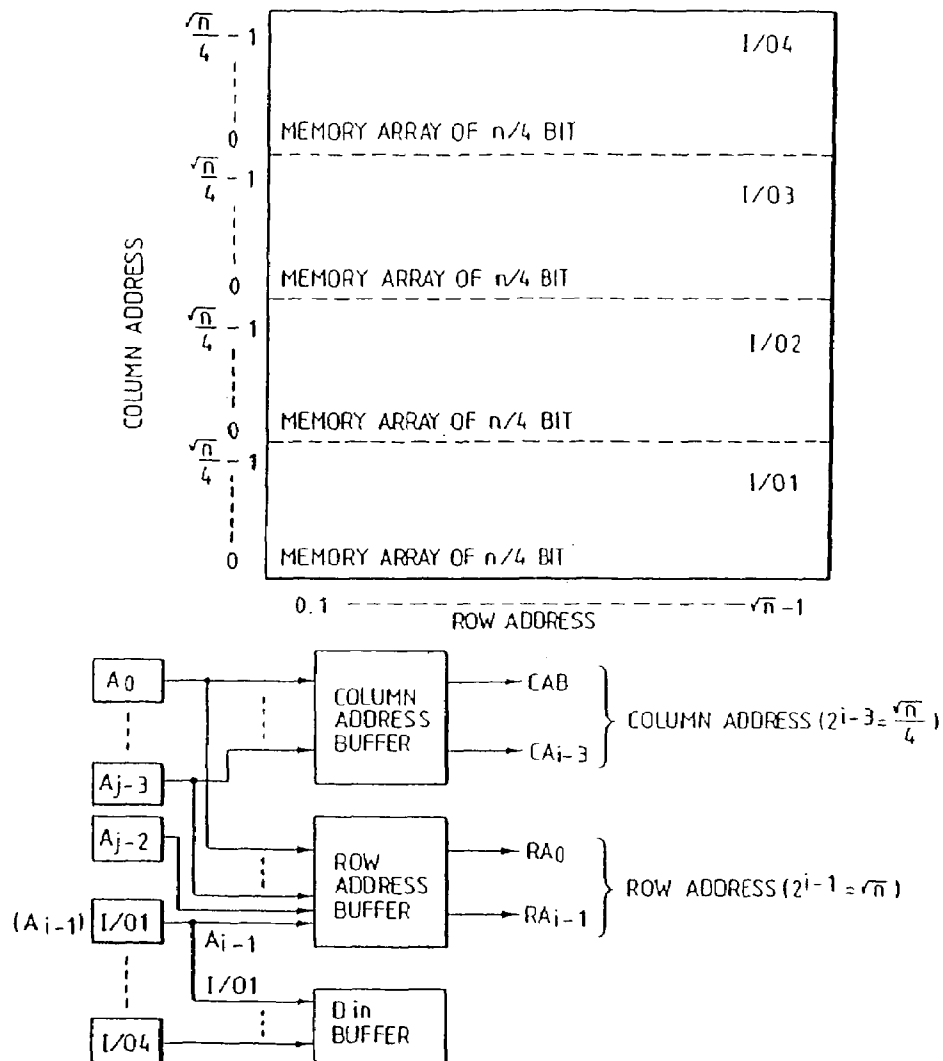 √n/4 − 1
I/O4
0
MEMORY ARRAY OF n/4 BIT
√n/4 − 1
I/O3
0
MEMORY ARRAY OF n/4 BIT
√n/4 − 1
I/O2
0
MEMORY ARRAY OF n/4 BIT
√n/4 − 1
I/O1
0
MEMORY ARRAY OF n/4 BIT
COLUMN ADDRESS
0.1 √n−1
ROW ADDRESS
A0
COLUMN
ADDRESS
BUFFER
CAB
CAi−3
COLUMN ADDRESS (2^i−3 = √n/4)
Aj−3
Aj−2
ROW
ADDRESS
BUFFER
RA0
RAi−1
ROW ADDRESS (2^i−1 = √n)
(Ai−1)
I/O1
Ai−1
I/O1
D in
BUFFER
I/O4